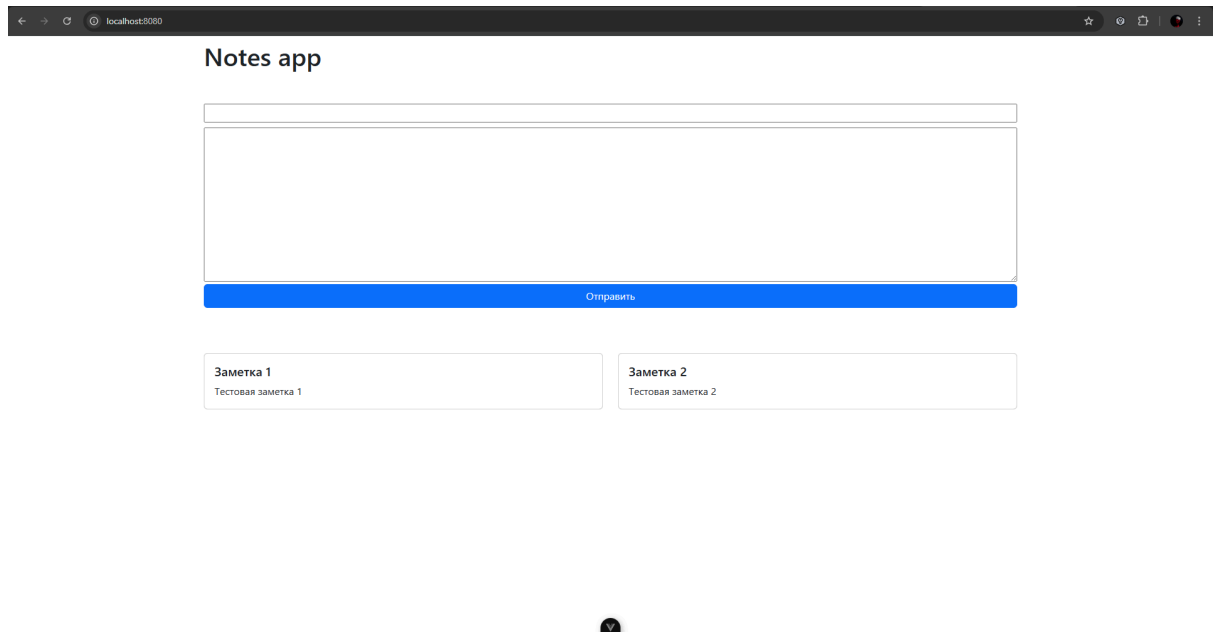 localhost:8080
Notes app
Отправить
Заметка 1
Тестовая заметка 1
Заметка 2
Тестовая заметка 2